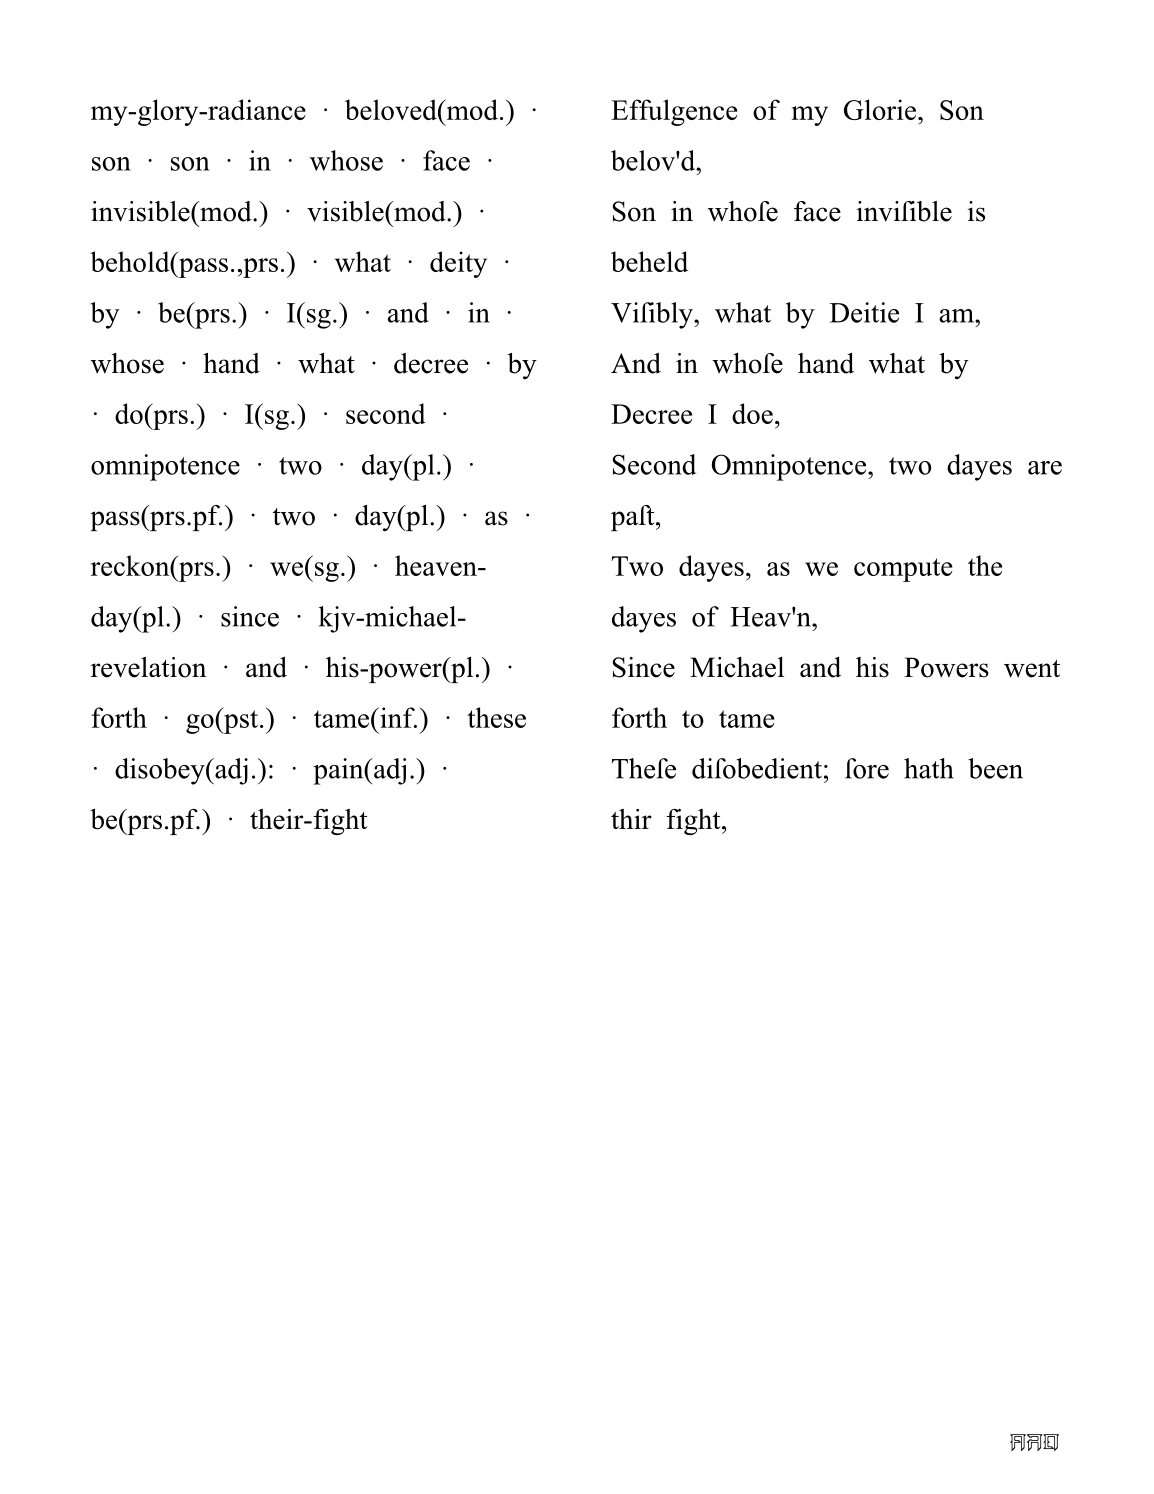 my-glory-radiance · beloved(mod.) ·
son · son · in · whose · face ·
invisible(mod.) · visible(mod.) ·
behold(pass.,prs.) · what · deity ·
by · be(prs.) · I(sg.) · and · in ·
whose · hand · what · decree · by
· do(prs.) · I(sg.) · second ·
omnipotence · two · day(pl.) ·
pass(prs.pf.) · two · day(pl.) · as ·
reckon(prs.) · we(sg.) · heaven-
day(pl.) · since · kjv-michael-
revelation · and · his-power(pl.) ·
forth · go(pst.) · tame(inf.) · these
· disobey(adj.): · pain(adj.) ·
be(prs.pf.) · their-fight
Effulgence of my Glorie, Son
belov'd,
Son in whoſe face inviſible is
beheld
Viſibly, what by Deitie I am,
And in whoſe hand what by
Decree I doe,
Second Omnipotence, two dayes are
paſt,
Two dayes, as we compute the
dayes of Heav'n,
Since Michael and his Powers went
forth to tame
Theſe diſobedient; ſore hath been
thir fight,